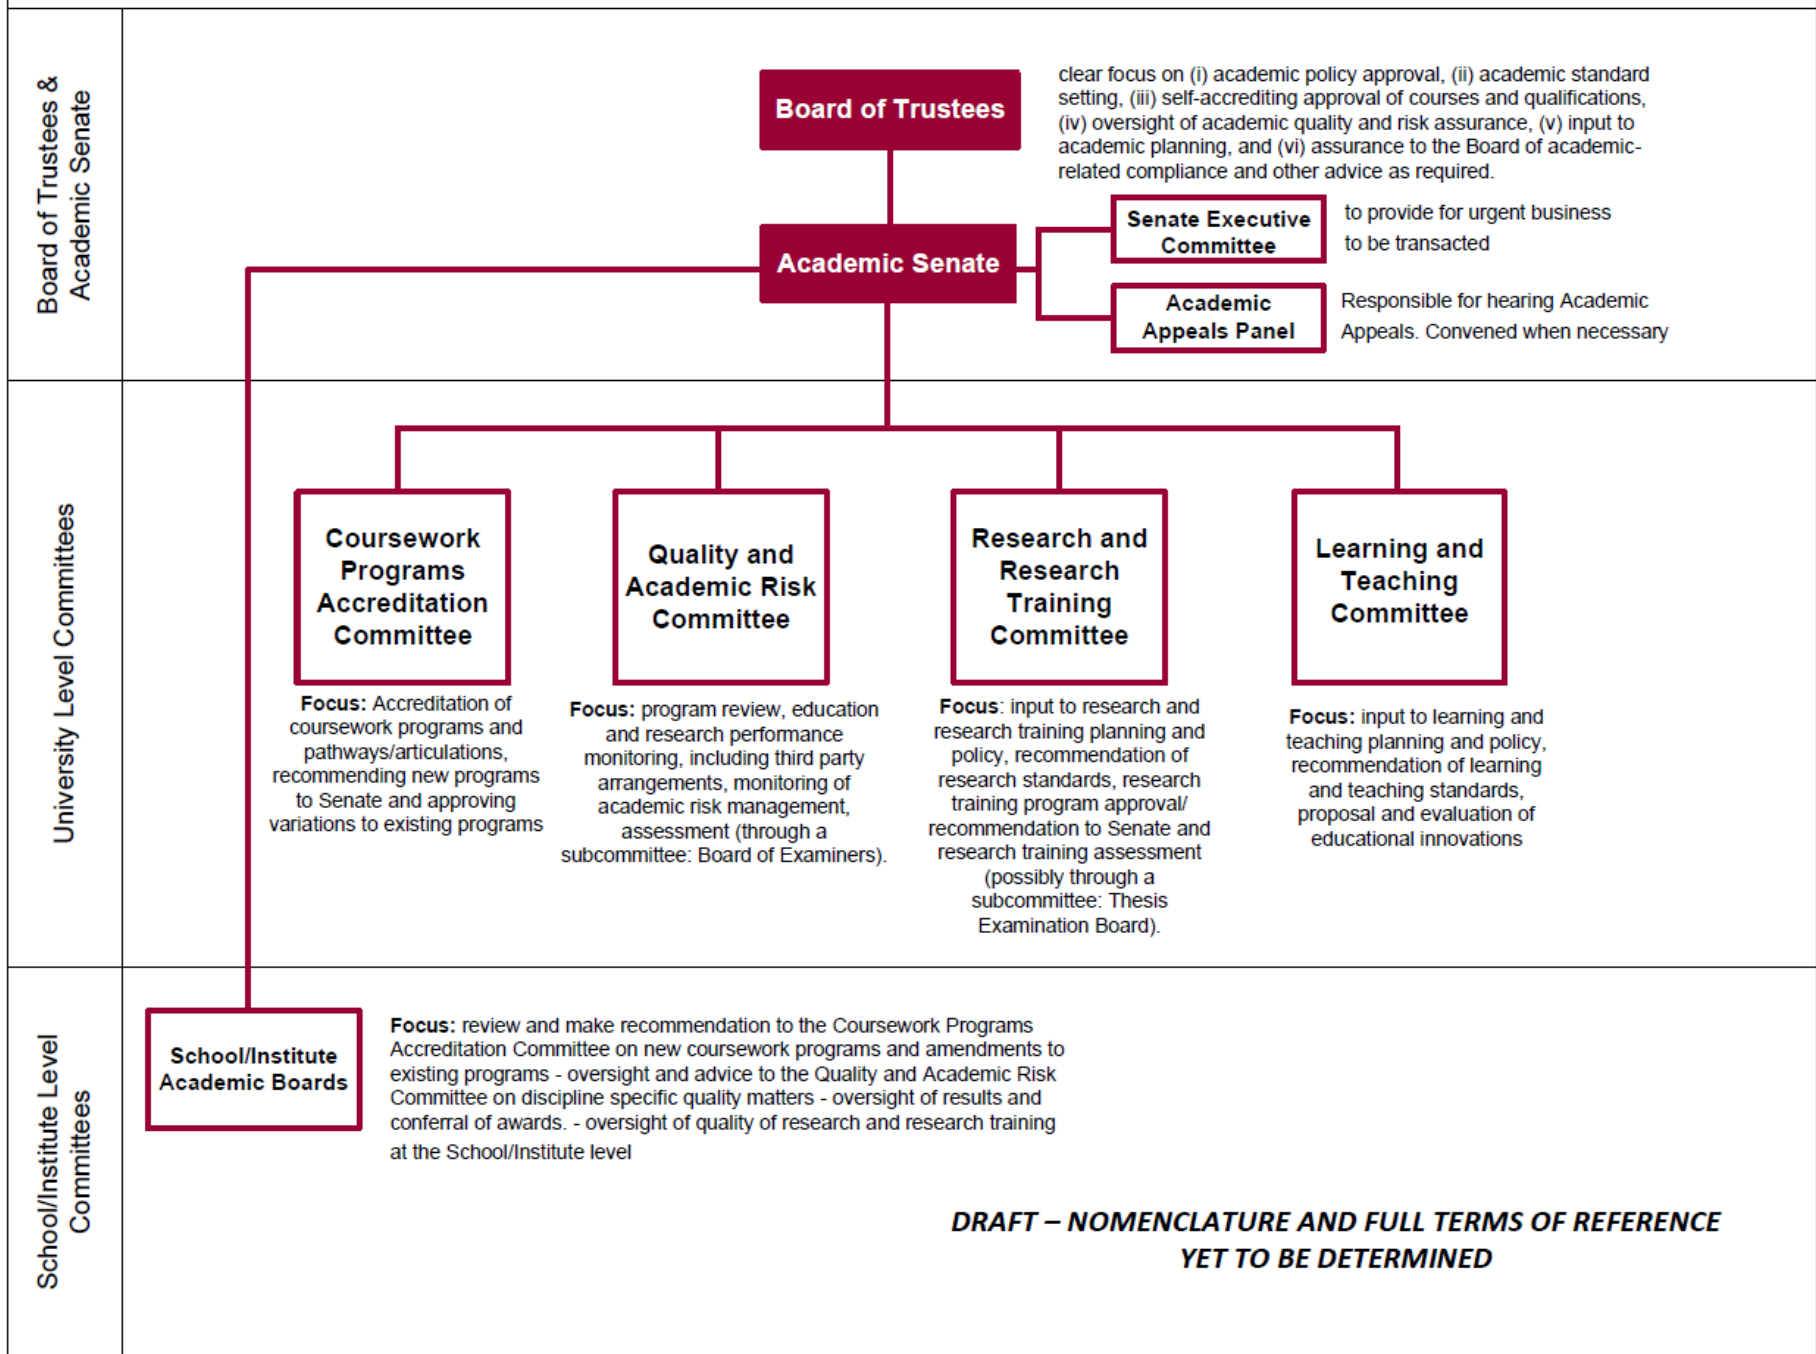 Board of Trustees &
Academic Senate
Board of Trustees
clear focus on (i) academic policy approval, (ii) academic standard
setting, (iii) self-accrediting approval of courses and qualifications,
(iv) oversight of academic quality and risk assurance, (v) input to
academic planning, and (vi) assurance to the Board of academic-
related compliance and other advice as required.
Academic Senate
Senate Executive
Committee
to provide for urgent business
to be transacted
Academic
Appeals Panel
Responsible for hearing Academic
Appeals. Convened when necessary
University Level Committees
Coursework
Programs
Accreditation
Committee
Focus: Accreditation of
coursework programs and
pathways/articulations,
recommending new programs
to Senate and approving
variations to existing programs
Quality and
Academic Risk
Committee
Focus: program review, education
and research performance
monitoring, including third party
arrangements, monitoring of
academic risk management,
assessment (through a
subcommittee: Board of Examiners).
Research and
Research
Training
Committee
Focus: input to research and
research training planning and
policy, recommendation of
research standards, research
training program approval/
recommendation to Senate and
research training assessment
(possibly through a
subcommittee: Thesis
Examination Board).
Learning and
Teaching
Committee
Focus: input to learning and
teaching planning and policy,
recommendation of learning
and teaching standards,
proposal and evaluation of
educational innovations
School/Institute Level
Committees
School/Institute
Academic Boards
Focus: review and make recommendation to the Coursework Programs
Accreditation Committee on new coursework programs and amendments to
existing programs - oversight and advice to the Quality and Academic Risk
Committee on discipline specific quality matters - oversight of results and
conferral of awards. - oversight of quality of research and research training
at the School/Institute level
DRAFT – NOMENCLATURE AND FULL TERMS OF REFERENCE
YET TO BE DETERMINED